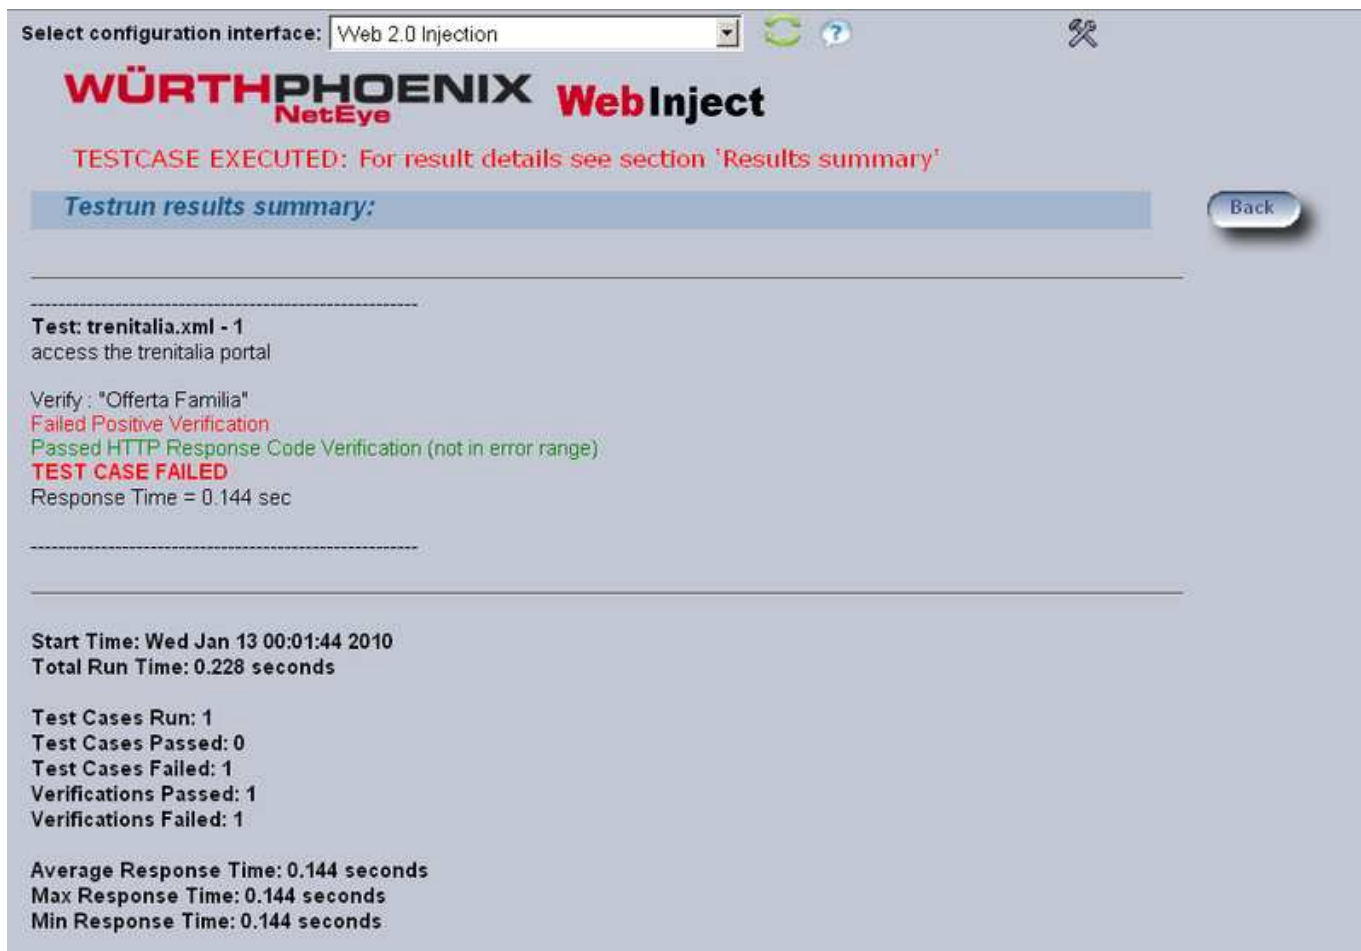 Select configuration interface: Web 2.0 Injection
WÜRTHPHOENIX WebInject
NetEye
TESTCASE EXECUTED: For result details see section 'Results summary'
Testrun results summary:
Back
-------------------------------------------------------
Test: trenitalia.xml - 1
access the trenitalia portal
Verify : "Offerta Familia"
Failed Positive Verification
Passed HTTP Response Code Verification (not in error range)
TEST CASE FAILED
Response Time = 0.144 sec
-------------------------------------------------------
Start Time: Wed Jan 13 00:01:44 2010
Total Run Time: 0.228 seconds
Test Cases Run: 1
Test Cases Passed: 0
Test Cases Failed: 1
Verifications Passed: 1
Verifications Failed: 1
Average Response Time: 0.144 seconds
Max Response Time: 0.144 seconds
Min Response Time: 0.144 seconds